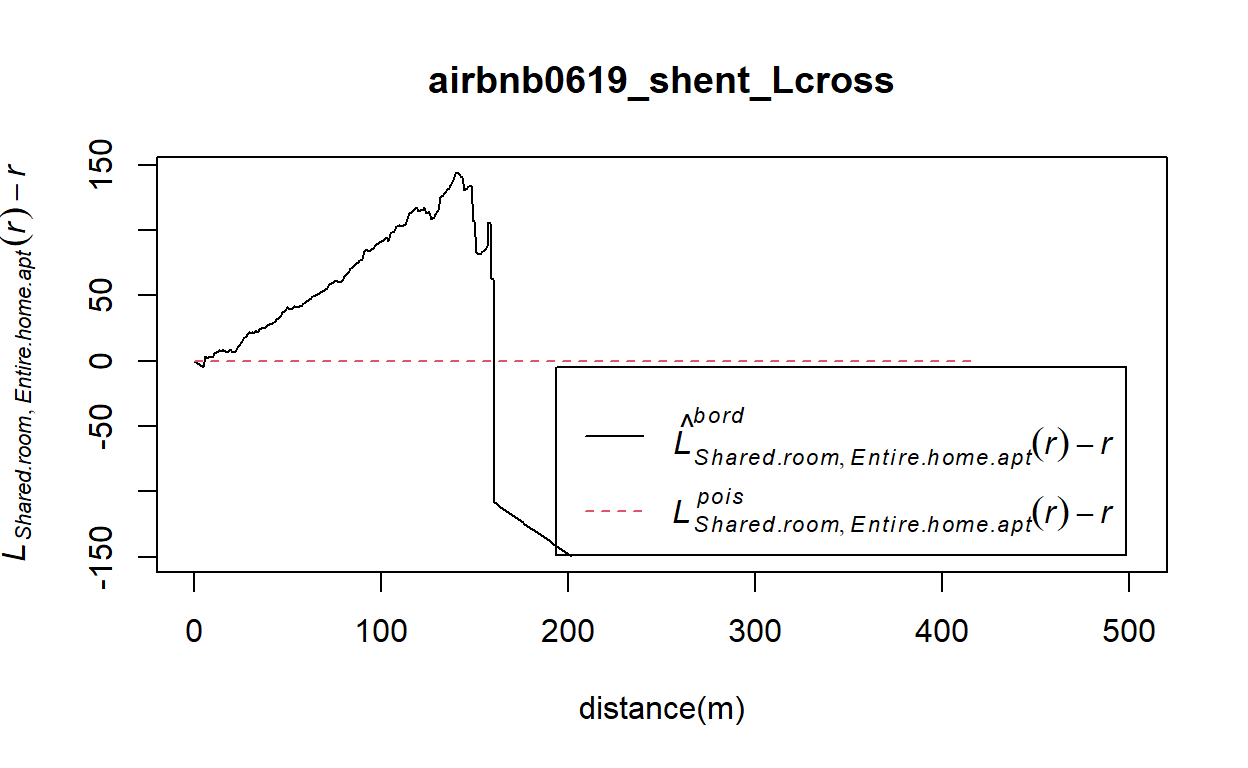 airbnb0619_shent_Lcross
L Shared.room, Entire.home.apt (r) − r
150
50
0
-50
-150
L̂ bord Shared.room, Entire.home.apt (r) − r
L pois Shared.room, Entire.home.apt (r) − r
0 100 200 300 400 500
distance(m)